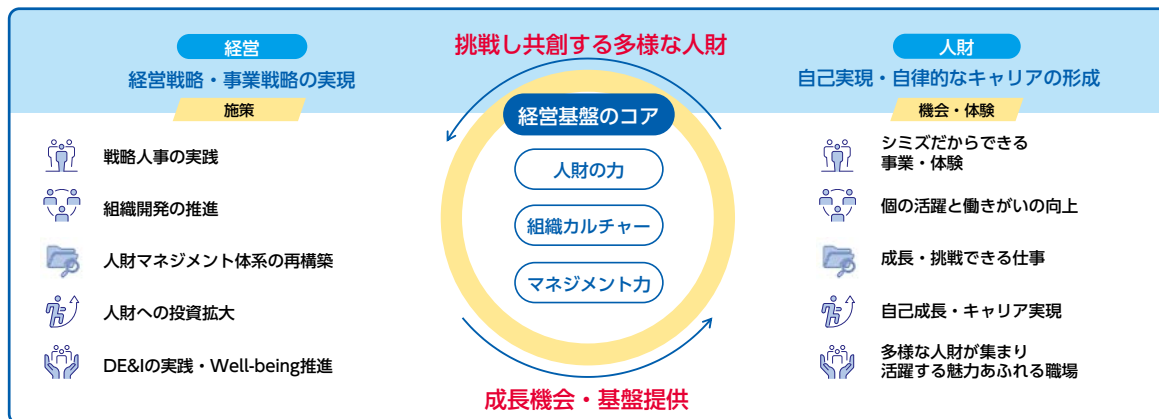 経営
経営戦略・事業戦略の実現
施策
戦略人事の実践
組織開発の推進
人財マネジメント体系の再構築
人財への投資拡大
DE&Iの実践・Well-being推進
挑戦し共創する多様な人財
経営基盤のコア
人財の力
組織カルチャー
マネジメント力
成長機会・基盤提供
人財
自己実現・自律的なキャリアの形成
機会・体験
シミズだからできる
事業・体験
個の活躍と働きがいの向上
成長・挑戦できる仕事
自己成長・キャリア実現
多様な人財が集まり
活躍する魅力あふれる職場